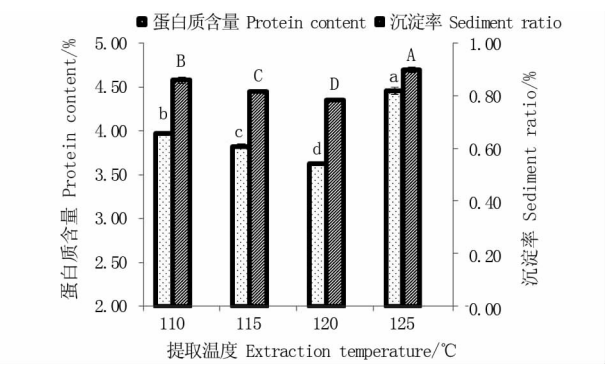 蛋白质含量 Protein content 沉淀率 Sediment ratio
蛋白质含量 Protein content/%
5.00
4.50
4.00
3.50
3.00
2.50
2.00
b B
c C
d D
a A
1.00
0.80
0.60
0.40
0.20
0.00
沉淀率 Sediment ratio/%
110 115 120 125
提取温度 Extraction temperature/℃